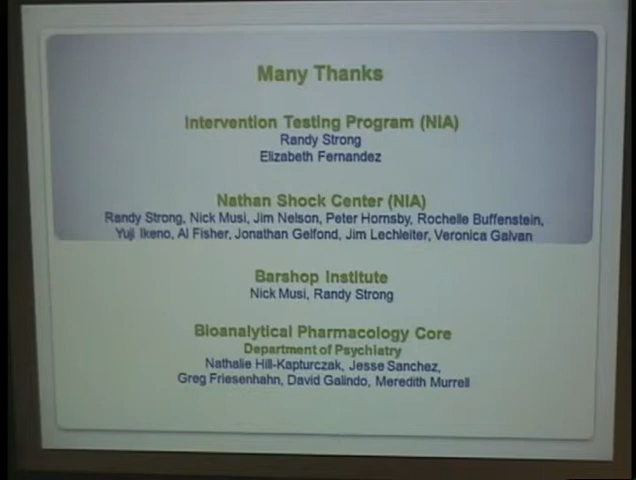 Many Thanks
Intervention Testing Program (NIA)
Randy Strong
Elizabeth Fernandez
Nathan Shock Center (NIA)
Randy Strong, Nick Musi, Jim Nelson, Peter Hornsby, Rochelle Buffenstein,
Yuji Ikeno, Al Fisher, Jonathan Gelfond, Jim Lechleiter, Veronica Galvan
Barshop Institute
Nick Musi, Randy Strong
Bioanalytical Pharmacology Core
Department of Psychiatry
Nathalie Hill-Kapturczak, Jesse Sanchez,
Greg Friesenhahn, David Galindo, Meredith Murrell